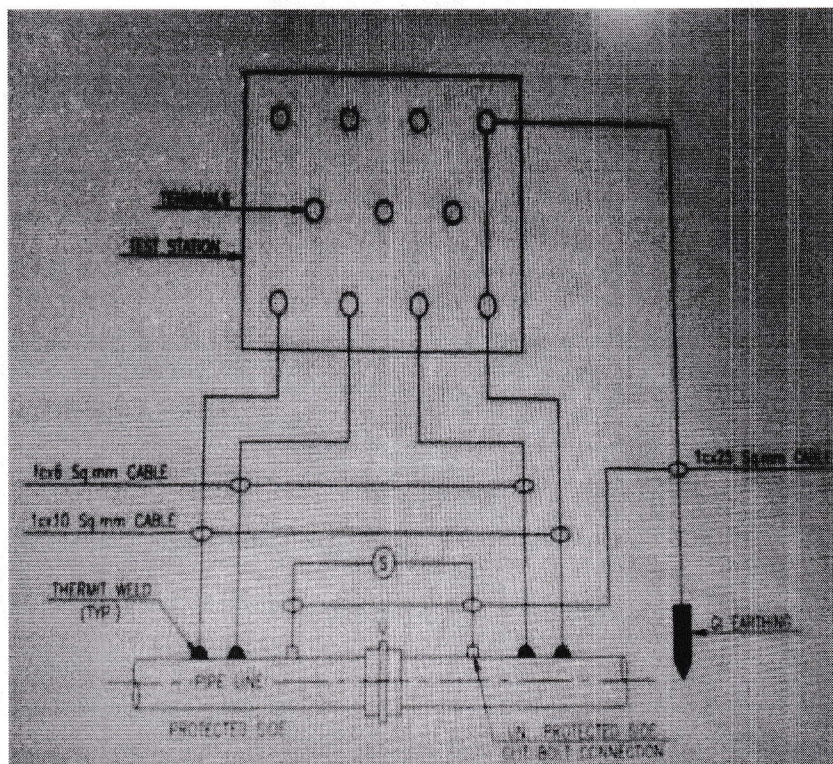 TERMINALS
TEST STATION
1cx6 Sq.mm CABLE
1cx25 Sq.mm CABLE
1cx10 Sq.mm CABLE
S
THERMIT WELD
(TYP.)
GI EARTHING
PIPE LINE
PROTECTED SIDE
UN. PROTECTED SIDE
BOLT CONNECTION